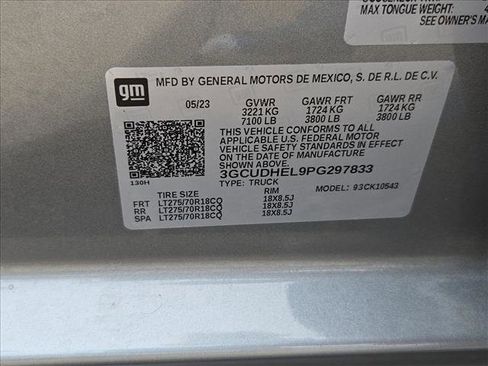 MAX TONGUE WEIGHT: 4
SEE OWNER'S MA
gm
MFD BY GENERAL MOTORS DE MEXICO, S. DE R.L. DE C.V.
05/23 GVWR GAWR FRT GAWR RR
3221 KG 1724 KG 1724 KG
7100 LB 3800 LB 3800 LB
THIS VEHICLE CONFORMS TO ALL
APPLICABLE U.S. FEDERAL MOTOR
VEHICLE SAFETY STANDARDS IN EFFECT
ON THE DATE OF MANUFACTURE
SHOWN ABOVE.
3GCUDHEL9PG297833
130H TYPE: TRUCK MODEL: 93CK10543
TIRE SIZE RIM
FRT LT275/70R18CQ 18X8.5J
RR LT275/70R18CQ 18X8.5J
SPA LT275/70R18CQ 18X8.5J